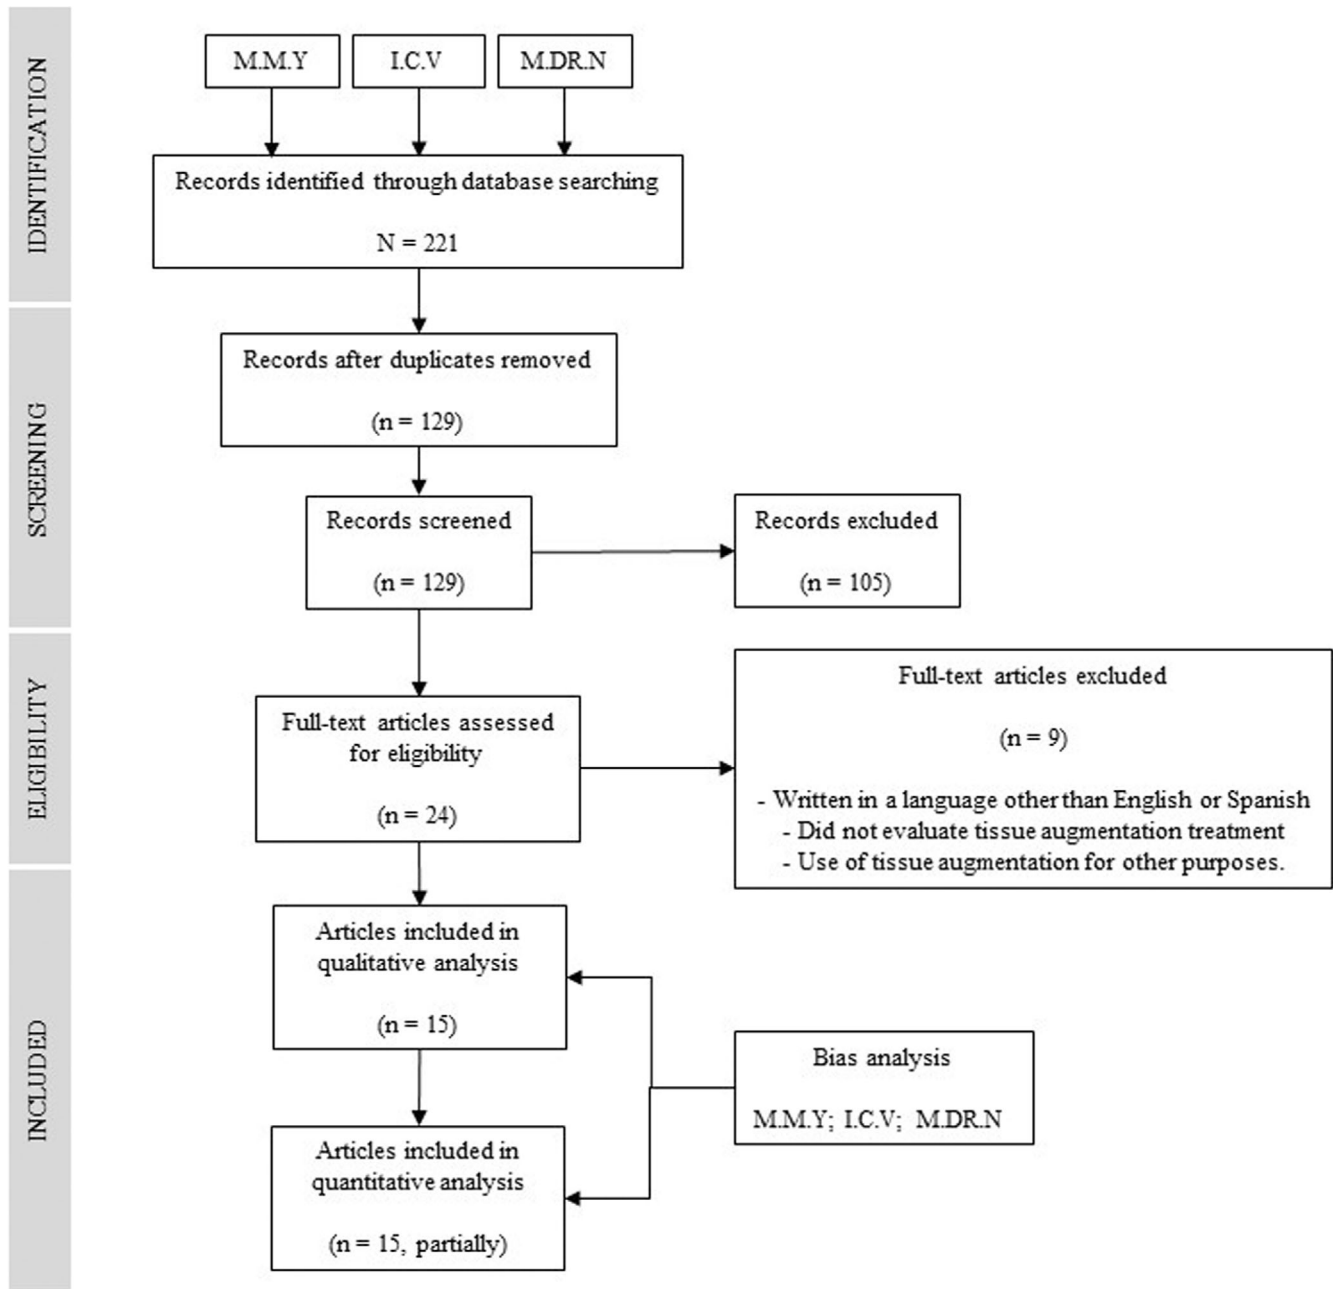 IDENTIFICATION
M.M.Y
I.C.V
M.DR.N
Records identified through database searching
N = 221
SCREENING
Records after duplicates removed
(n = 129)
Records screened
(n = 129)
Records excluded
(n = 105)
ELIGIBILITY
Full-text articles assessed
for eligibility
(n = 24)
Full-text articles excluded
(n = 9)
- Written in a language other than English or Spanish
- Did not evaluate tissue augmentation treatment
- Use of tissue augmentation for other purposes.
INCLUDED
Articles included in
qualitative analysis
(n = 15)
Bias analysis
M.M.Y; I.C.V; M.DR.N
Articles included in
quantitative analysis
(n = 15, partially)